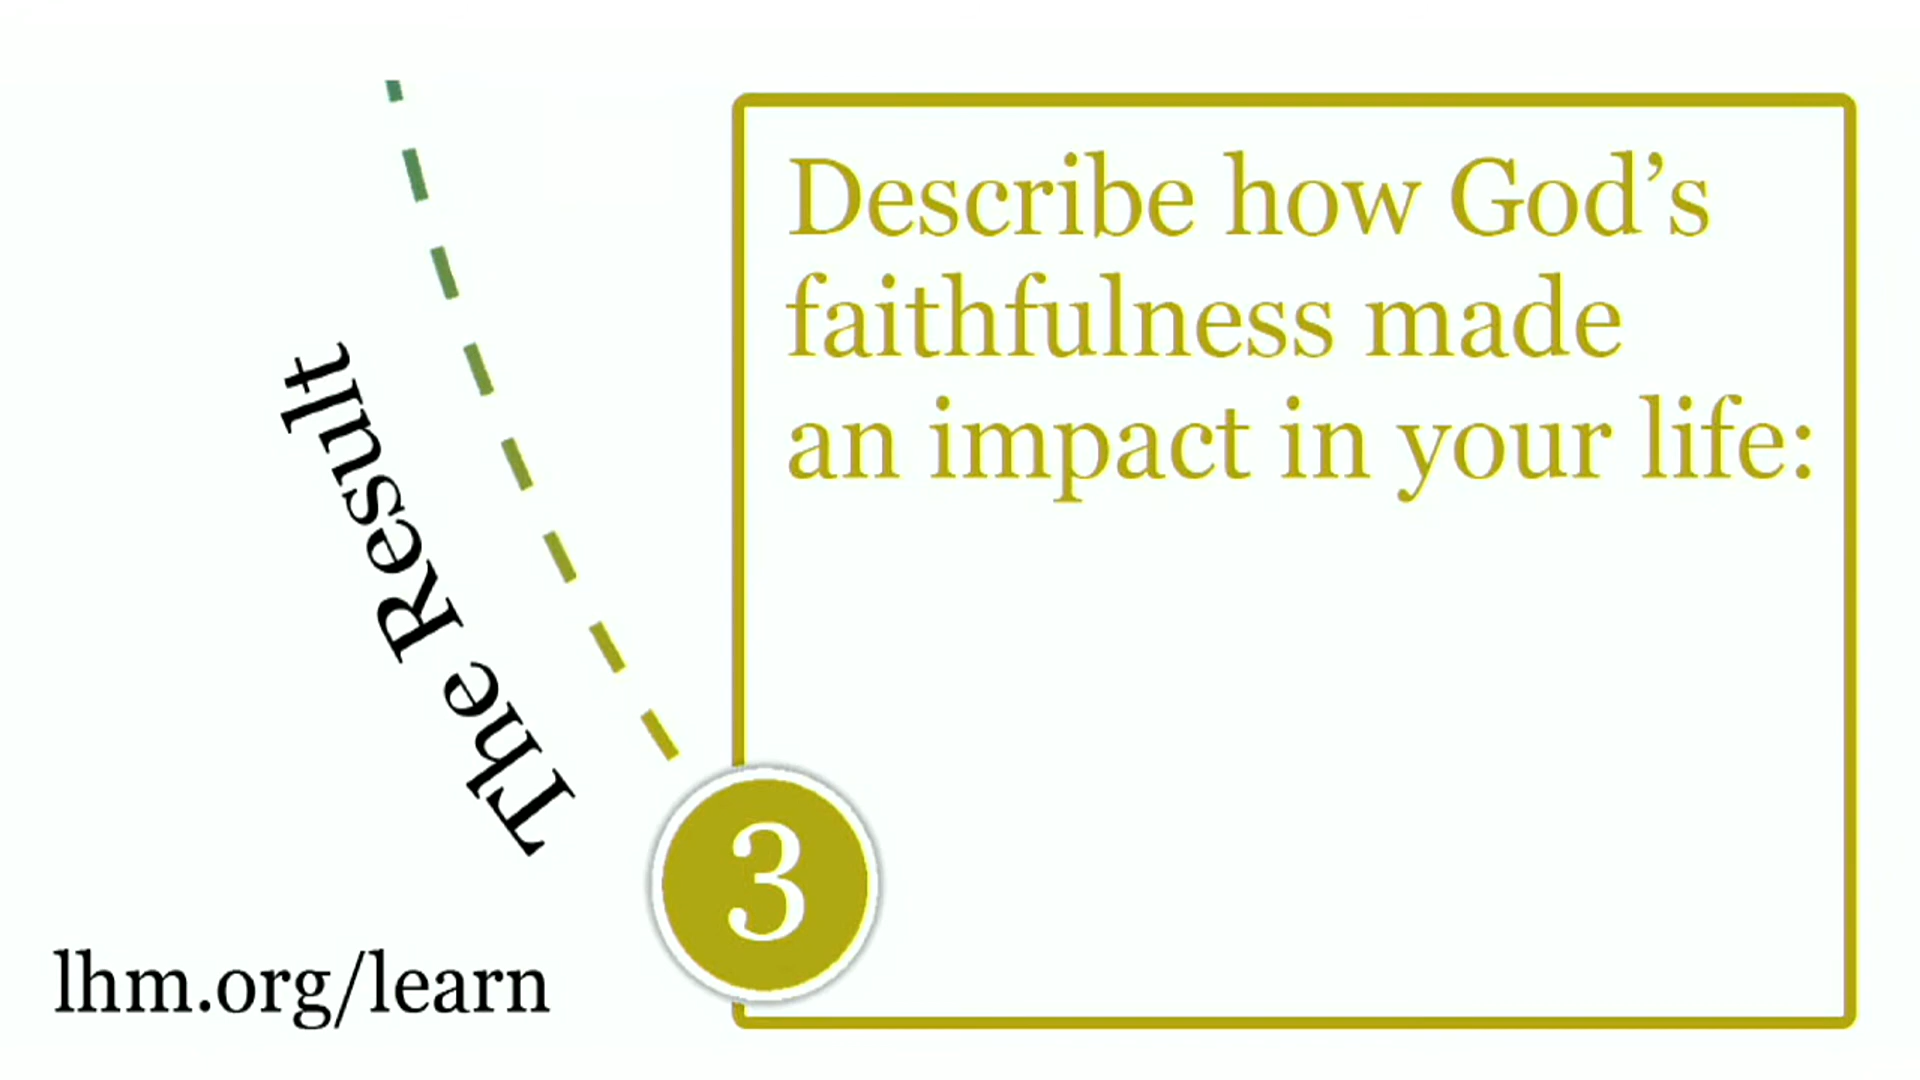 Describe how God’s
faithfulness made
an impact in your life:
The Result
3
lhm.org/learn